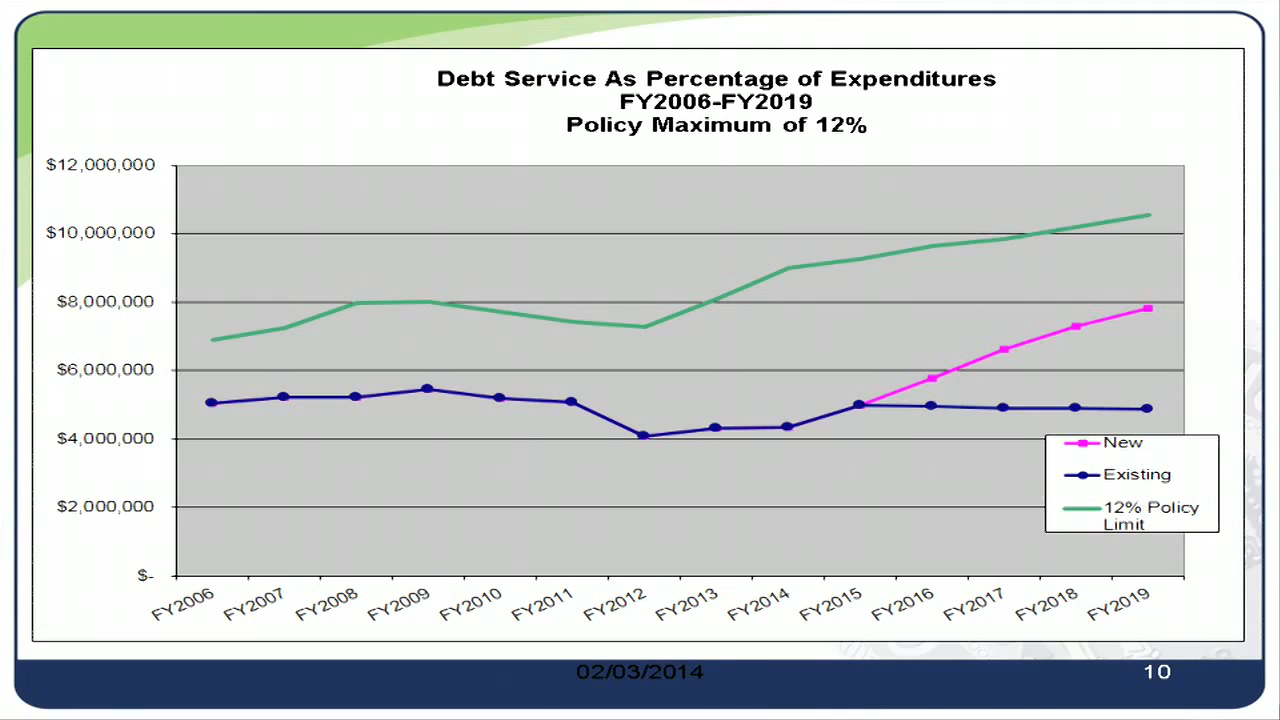 Debt Service As Percentage of Expenditures
FY2006-FY2019
Policy Maximum of 12%
$12,000,000
$10,000,000
$8,000,000
$6,000,000
$4,000,000
$2,000,000
$-
FY2006
FY2007
FY2008
FY2009
FY2010
FY2011
FY2012
FY2013
FY2014
FY2015
FY2016
FY2017
FY2018
FY2019
New
Existing
12% Policy
Limit
02/03/2014
10